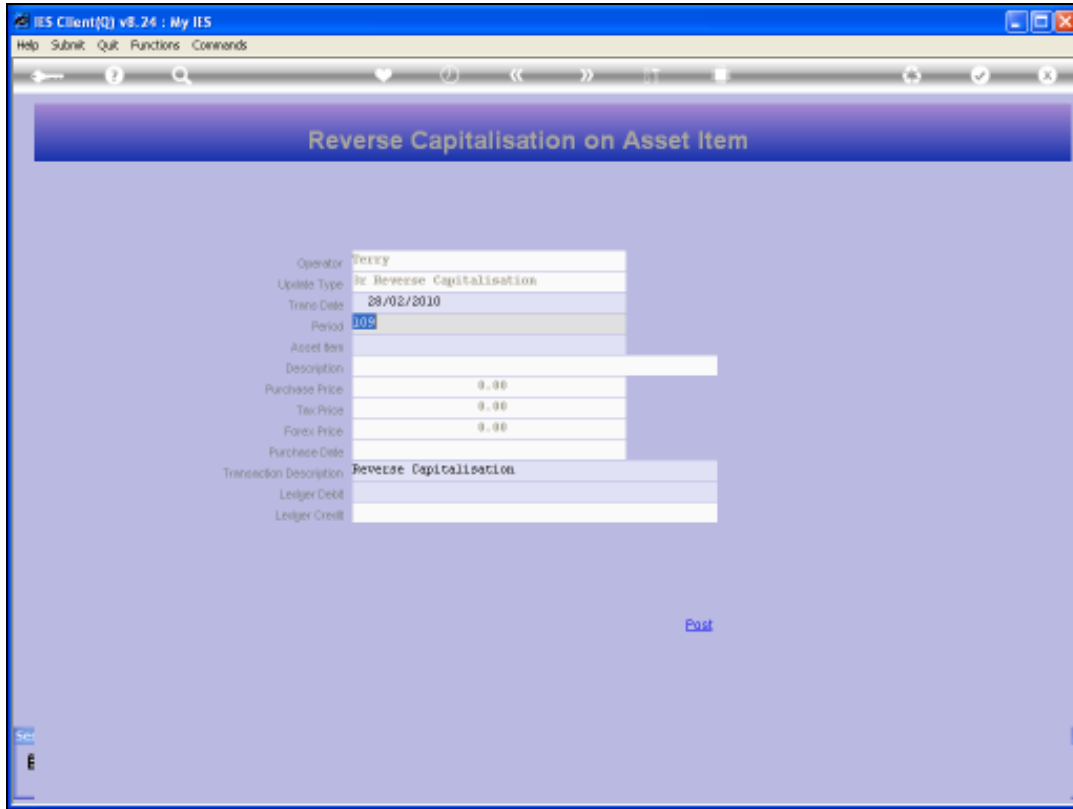 IES Client(Q) v8.24 : My IES
Help Submit Quit Functions Commands
Reverse Capitalisation on Asset Item
Operator Terry
Update Type 3r Reverse Capitalisation
Trans Date 28/02/2010
Period 109
Asset Item
Description
Purchase Price 0.00
Tax Price 0.00
Forex Price 0.00
Purchase Date
Transaction Description Reverse Capitalisation
Ledger Debit
Ledger Credit
Post